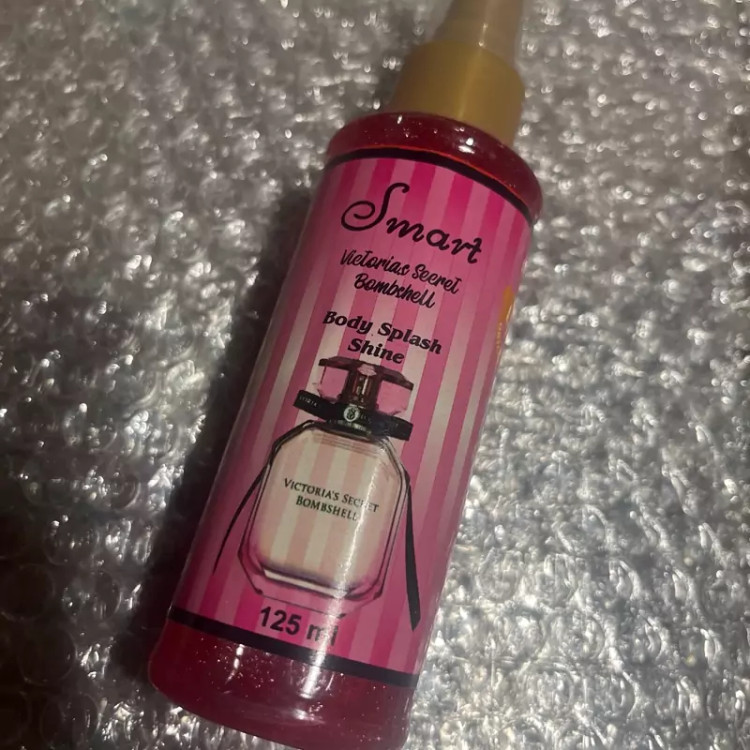 Smart
Victorias Secret
Bombshell
Body Splash
Shine
VICTORIA'S SECRET
BOMBSHELL
125 ml